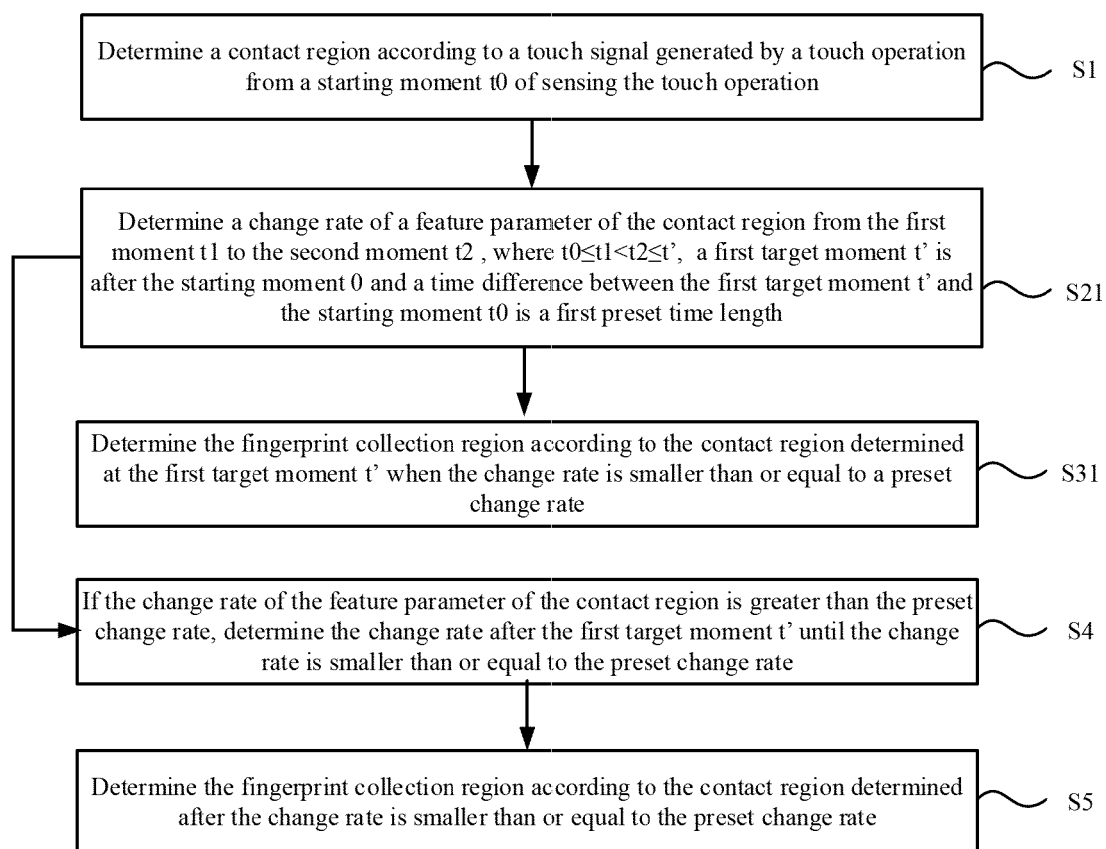 Determine a contact region according to a touch signal generated by a touch operation
from a starting moment t0 of sensing the touch operation
S1
Determine a change rate of a feature parameter of the contact region from the first
moment t1 to the second moment t2 , where t0≤t1<t2≤t’,  a first target moment t’ is
after the starting moment 0 and a time difference between the first target moment t’ and
the starting moment t0 is a first preset time length
S21
Determine the fingerprint collection region according to the contact region determined
at the first target moment t’ when the change rate is smaller than or equal to a preset
change rate
S31
If the change rate of the feature parameter of the contact region is greater than the preset
change rate, determine the change rate after the first target moment t’ until the change
rate is smaller than or equal to the preset change rate
S4
Determine the fingerprint collection region according to the contact region determined
after the change rate is smaller than or equal to the preset change rate
S5